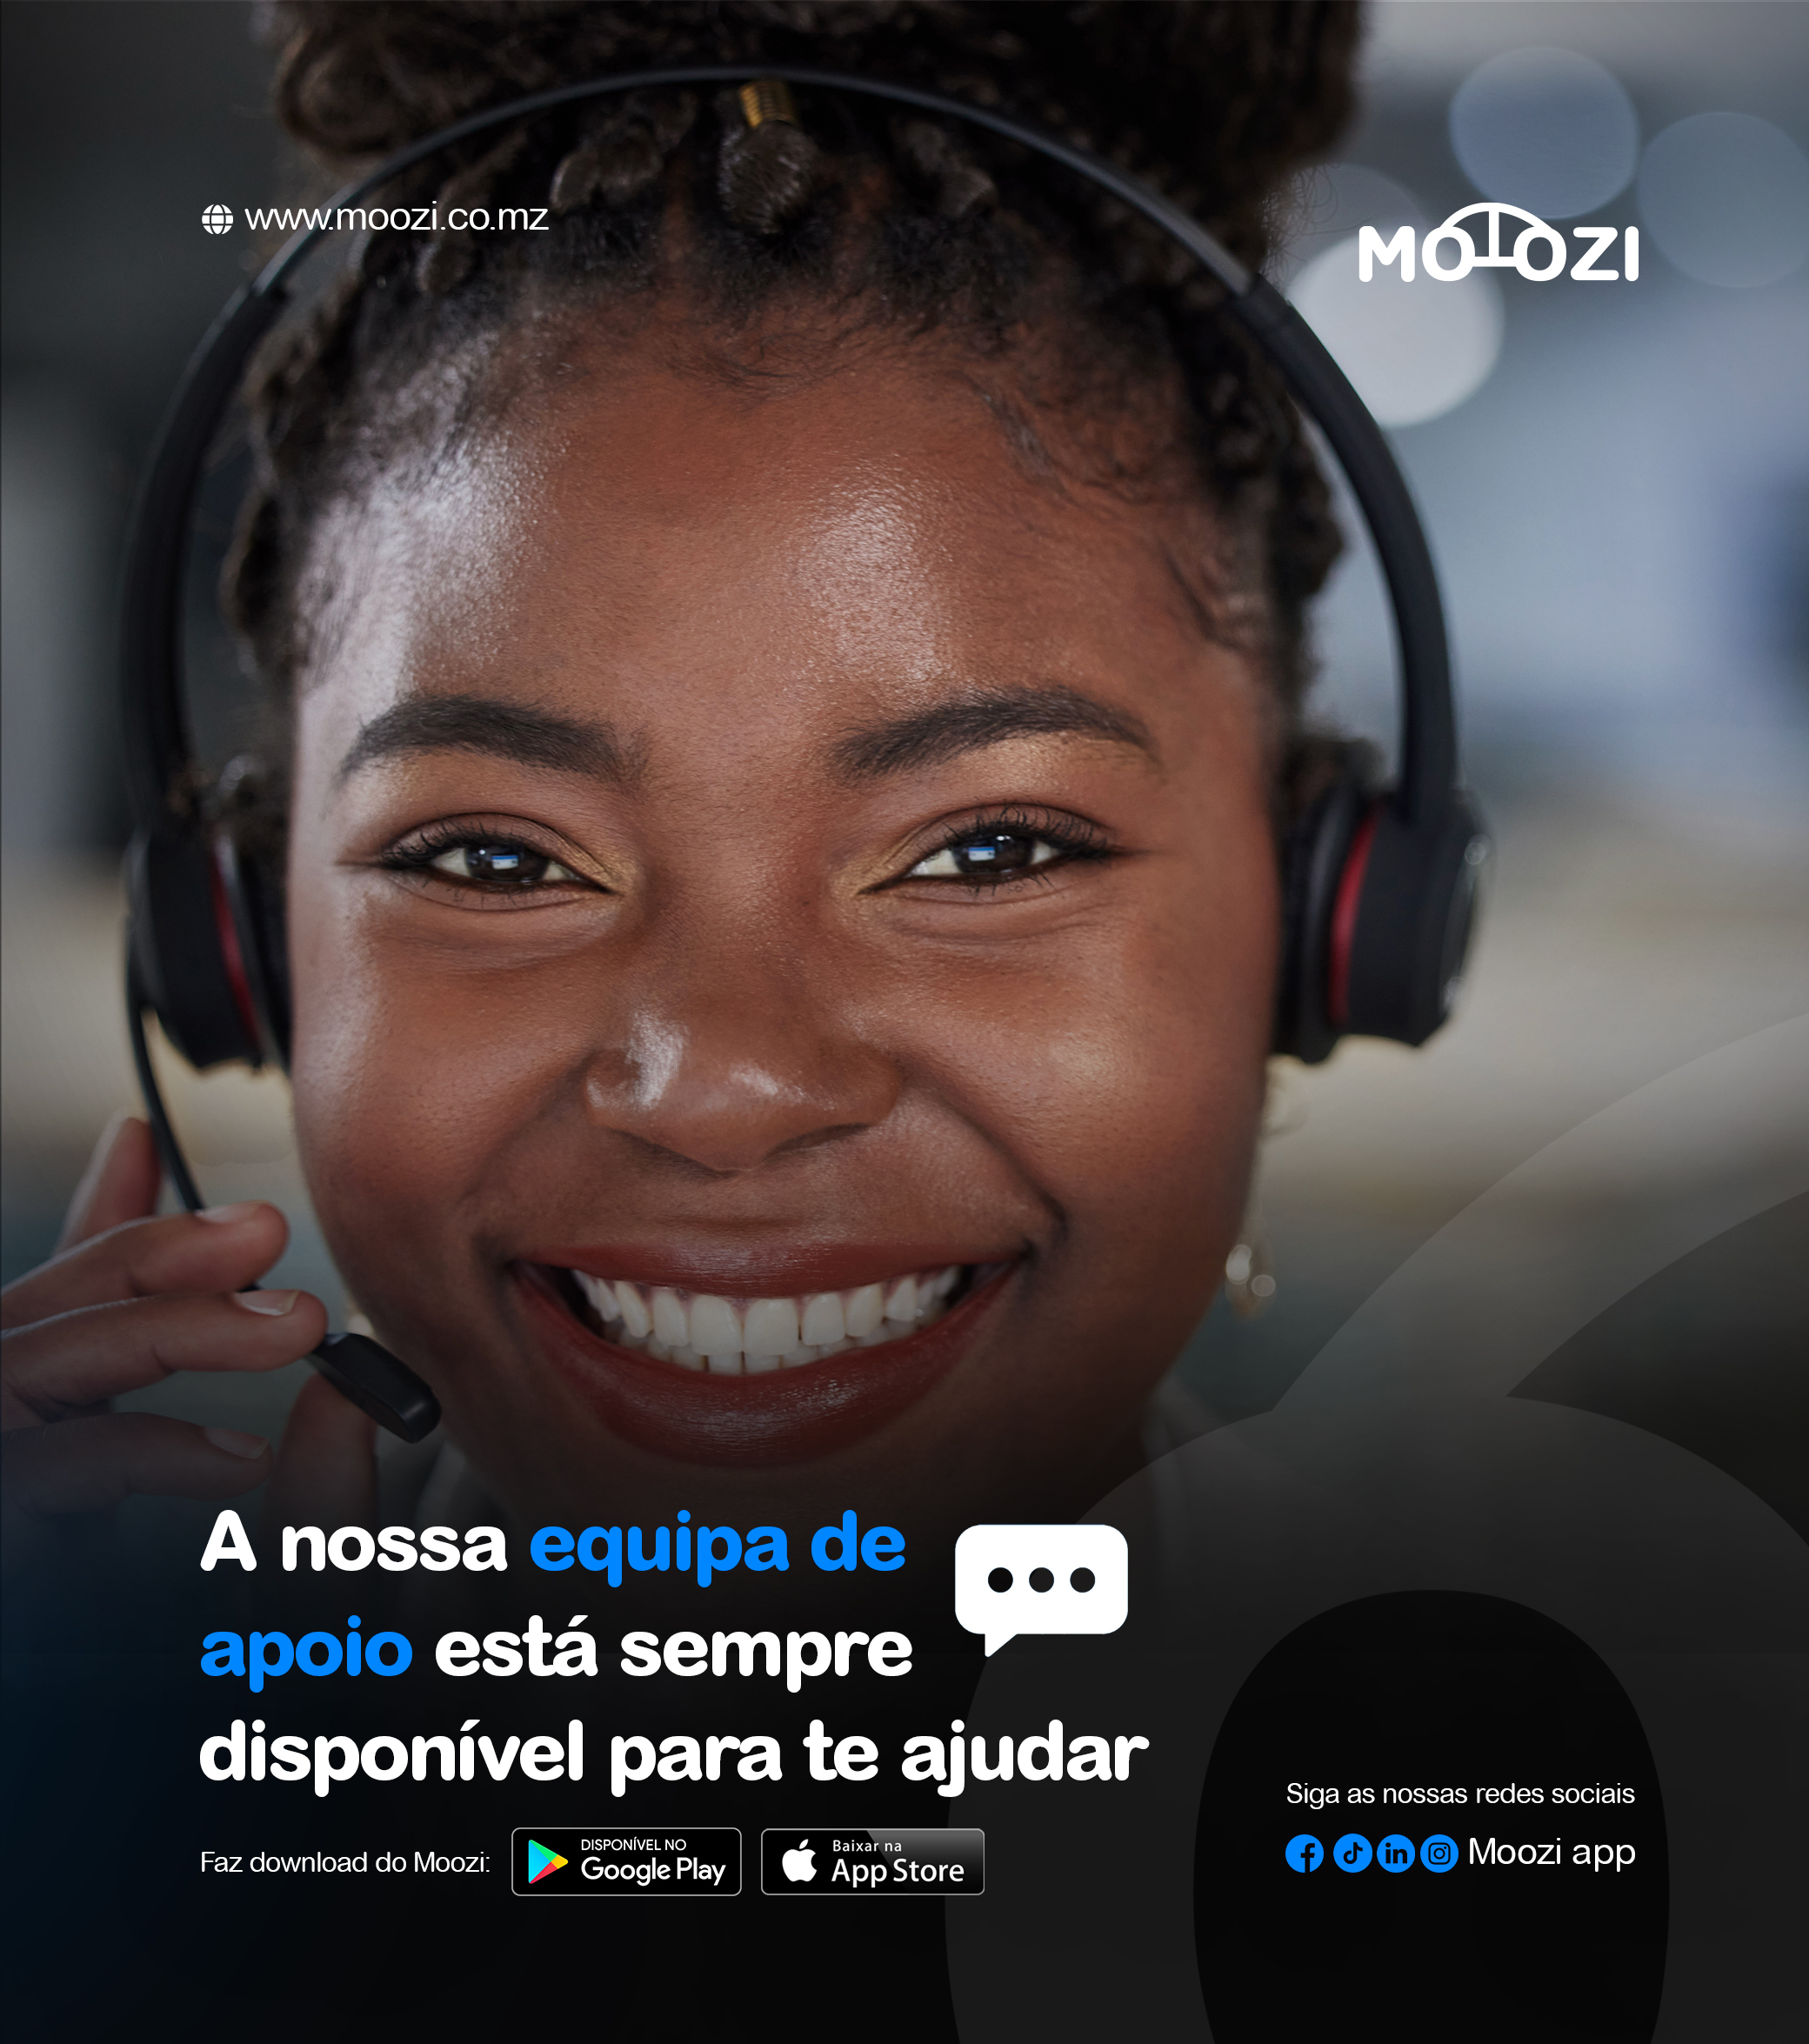 www.moozi.co.mz
MOOZI
A nossa equipa de
apoio está sempre
disponível para te ajudar
Faz download do Moozi:
DISPONÍVEL NO
Google Play
Baixar na
App Store
Siga as nossas redes sociais
Moozi app